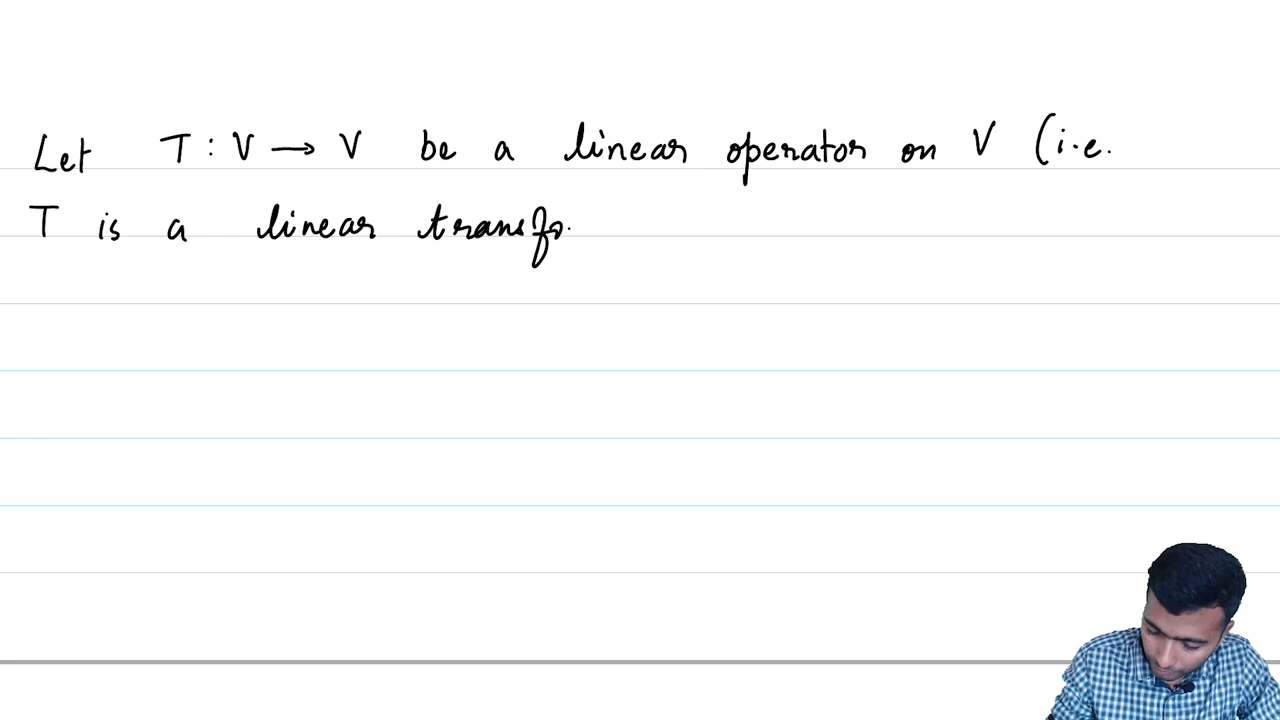 Let T : V → V be a linear operator on V (i.e.
T is a linear transfo.